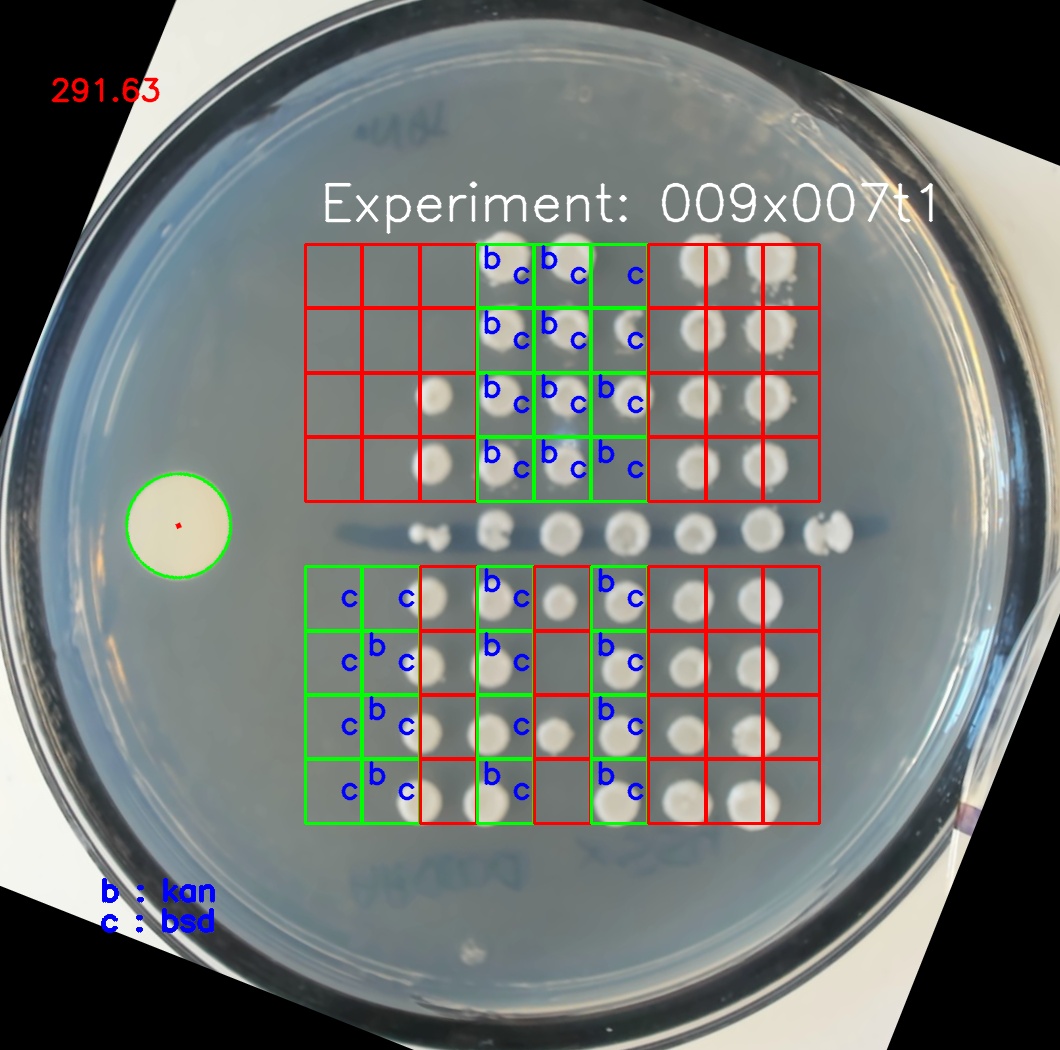 291.63
Experiment: 009x007t1
b c b c c
b c b c c
b c b c b c
b c b c b c
c c b c b c
c b c b c b c
c b c c b c
c b c b c b c
b : kan
c : bsd